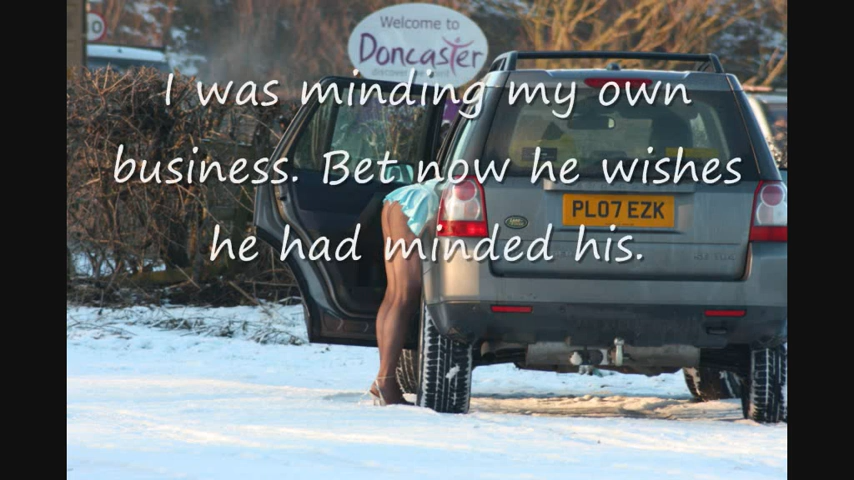 Welcome to
Doncaster
I was minding my own
business. Bet now he wishes
he had minded his.
PL07 EZK